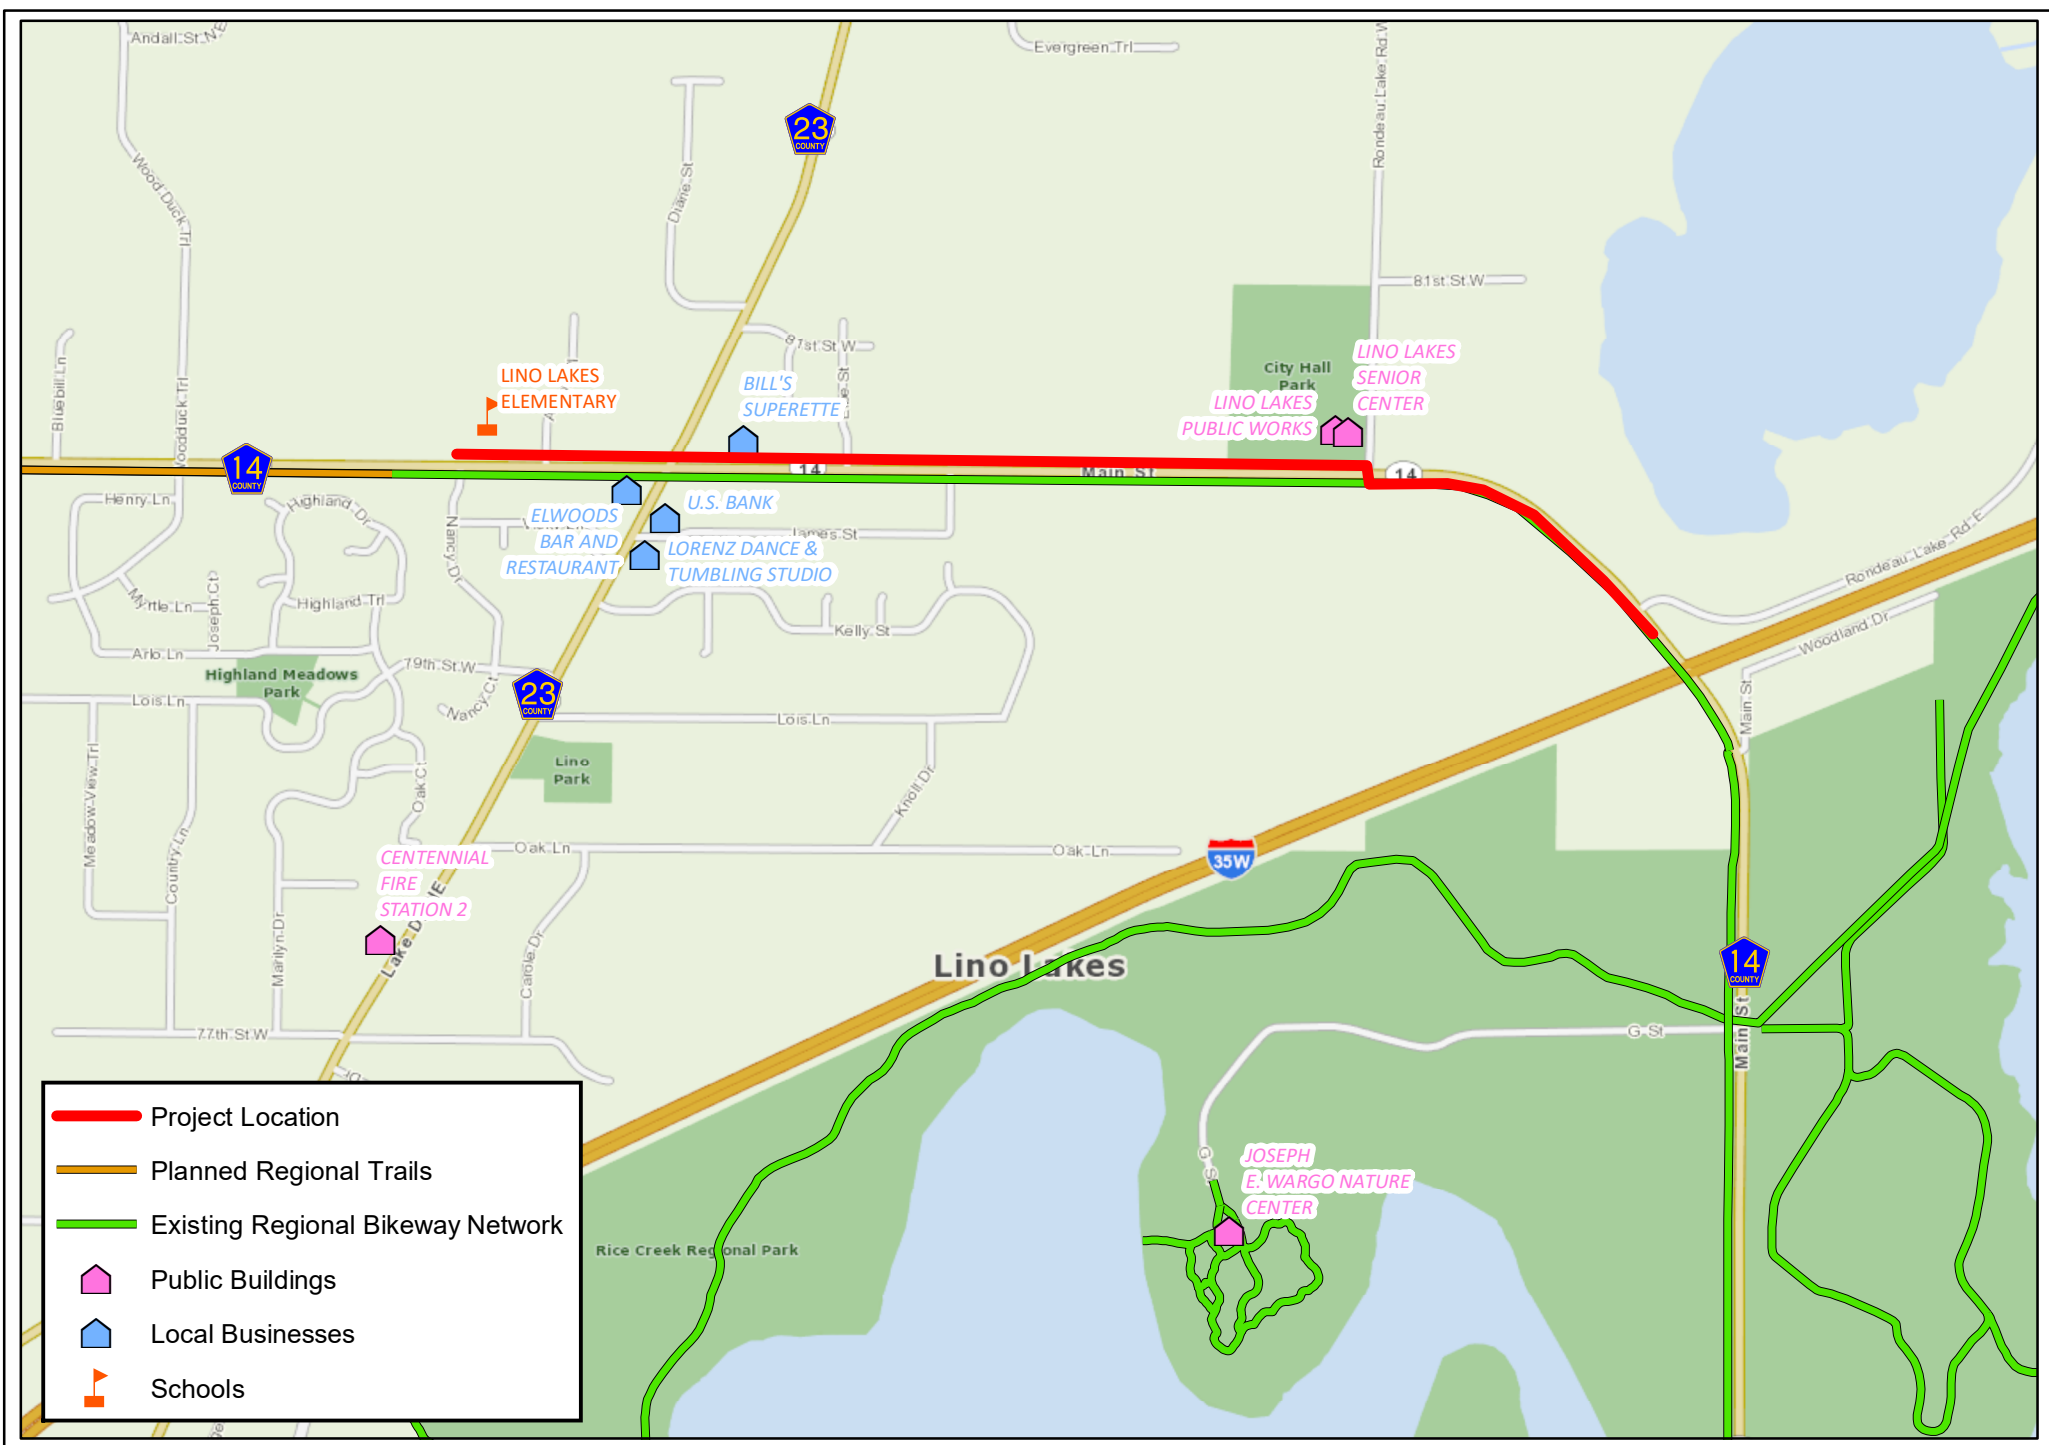 Andall St NE
Evergreen Trl
Rondeau Lake Rd W
23
COUNTY
Wood Duck Trl
Diane St
81st St W
81st St W
Bluebill Ln
City Hall
Park
LINO LAKES
SENIOR
CENTER
LINO LAKES
ELEMENTARY
BILL'S
SUPERETTE
LINO LAKES
PUBLIC WORKS
14
COUNTY
14
Main St
14
Henry Ln
Highland Dr
Nancy Dr
ELWOODS
BAR AND
RESTAURANT
U.S. BANK
James St
LORENZ DANCE &
TUMBLING STUDIO
Rondeau Lake Rd E
Myrtle Ln
Joseph Ct
Highland Trl
Kelly St
Woodland Dr
Arlo Ln
79th St W
Highland Meadows
Park
Lois Ln
Nancy Ct
23
COUNTY
Lois Ln
Main St
Lino
Park
Meadow View Trl
Oak Ct
Knoll Dr
Country Ln
Oak Ln
Oak Ln
35W
CENTENNIAL
FIRE
STATION 2
Marilyn Dr
Carole Dr
Lino Lakes
14
COUNTY
77th St W
G St
Main St
G St
JOSEPH
E. WARGO NATURE
CENTER
Rice Creek Regional Park
Project Location
Planned Regional Trails
Existing Regional Bikeway Network
Public Buildings
Local Businesses
Schools